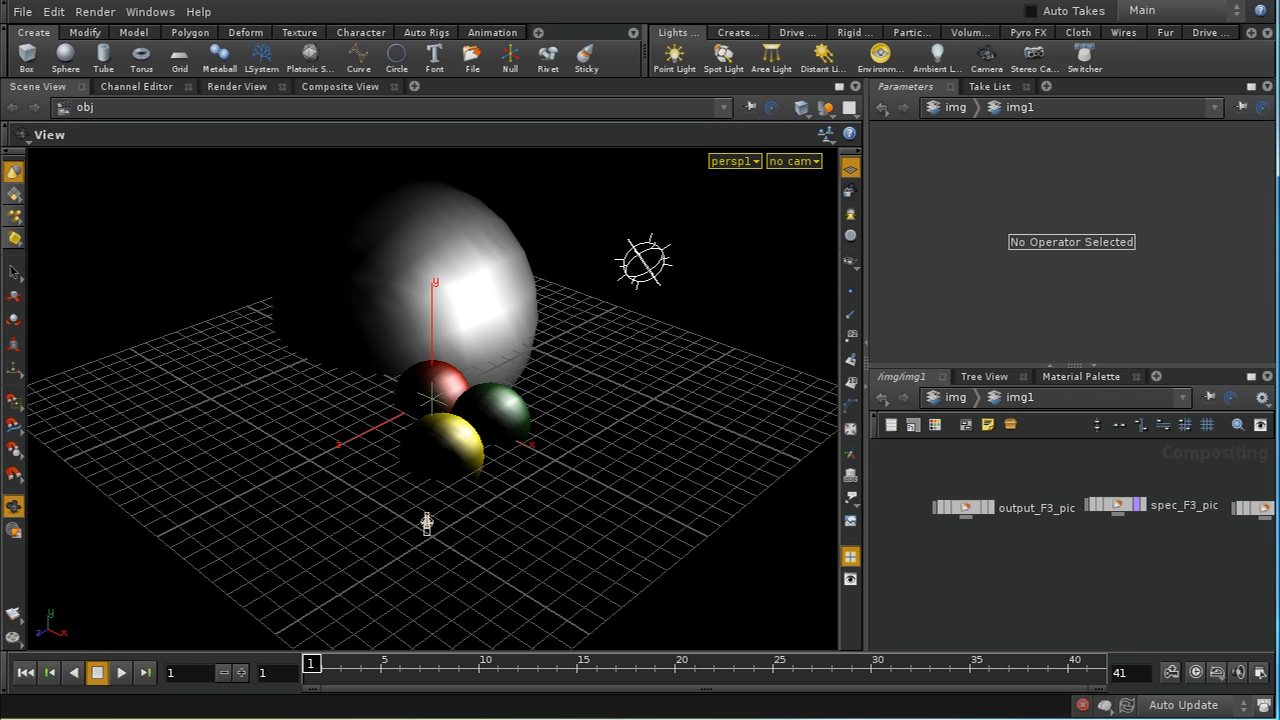 File Edit Render Windows Help Auto Takes Main
Create Modify Model Polygon Deform Texture Character Auto Rigs Animation Lights ... Create... Drive ... Rigid ... Partic... Volum... Pyro FX Cloth Wires Fur Drive ...
Box Sphere Tube Torus Grid Metaball LSystem Platonic S... Curve Circle Font File Null Rivet Sticky Point Light Spot Light Area Light Distant Li... Environm... Ambient L... Camera Stereo Ca... Switcher
Scene View Channel Editor Render View Composite View Parameters Take List
obj img img1
View
persp1 no cam
No Operator Selected
y
z
x
/img/img1 Tree View Material Palette
img img1
Compositing
output_F3_pic spec_F3_pic
y
z x
1 1 1 5 10 15 20 25 30 35 40 41
Auto Update